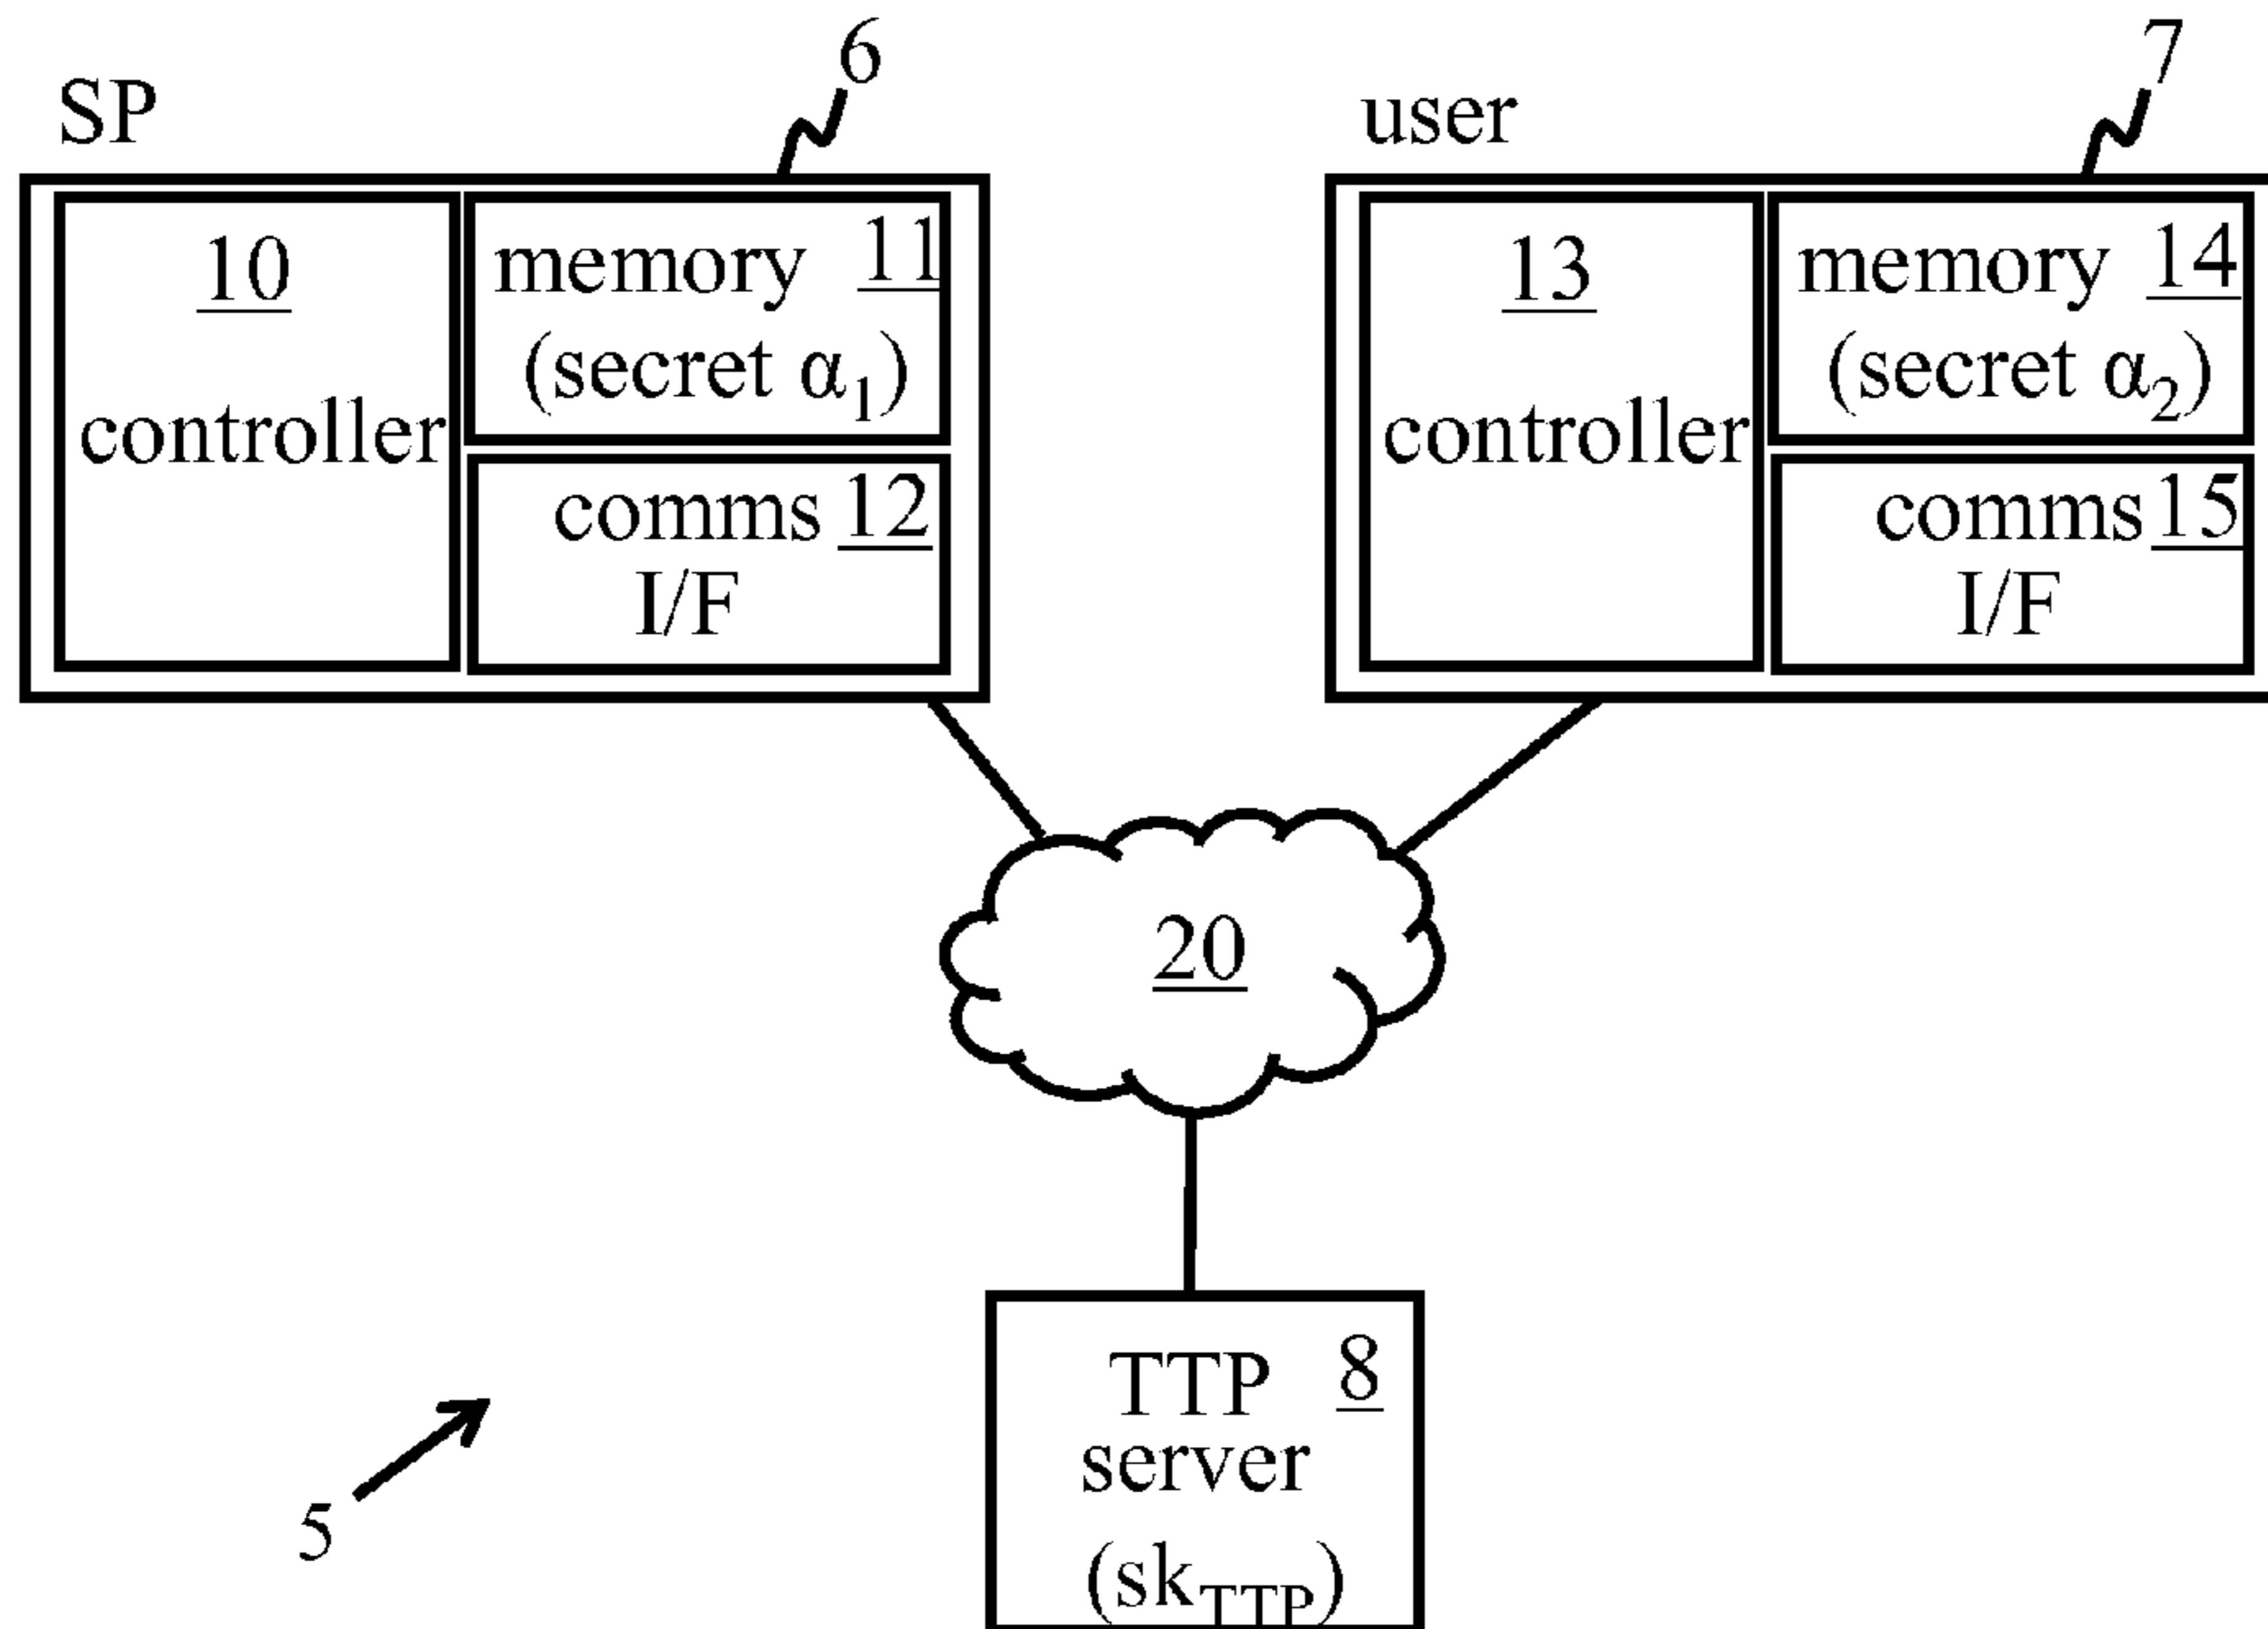 SP
6
10
controller
memory 11
(secret α₁)
comms 12
I/F
user
7
13
controller
memory 14
(secret α₂)
comms 15
I/F
20
TTP 8
server
(sk_TTP)
5